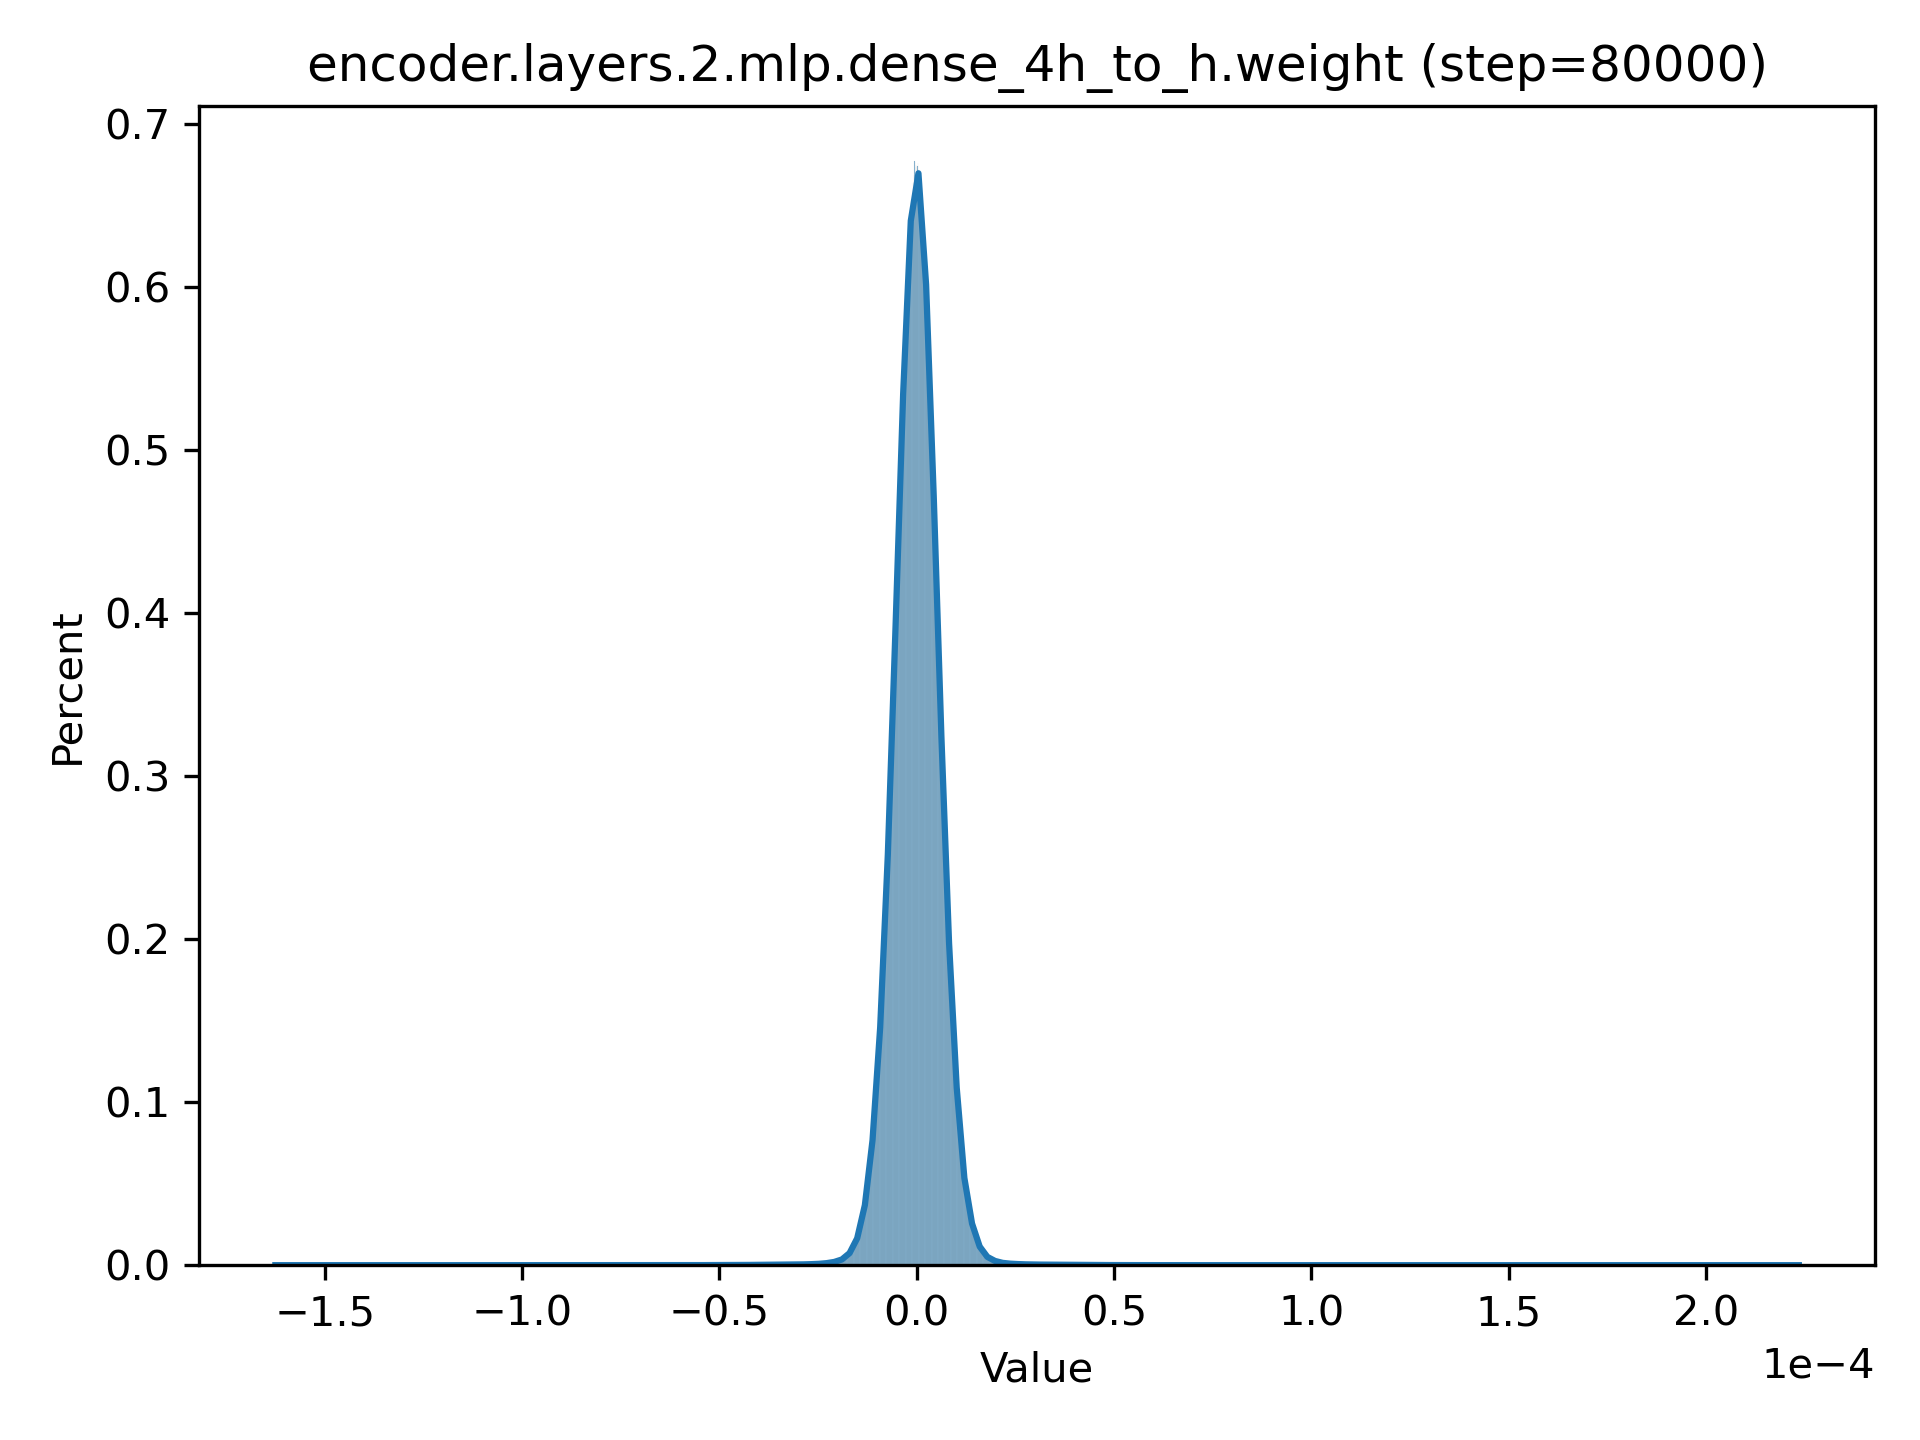 encoder.layers.2.mlp.dense_4h_to_h.weight (step=80000)
0.7
0.6
0.5
0.4
0.3
0.2
0.1
0.0
Percent
−1.5 −1.0 −0.5 0.0 0.5 1.0 1.5 2.0
Value
1e−4